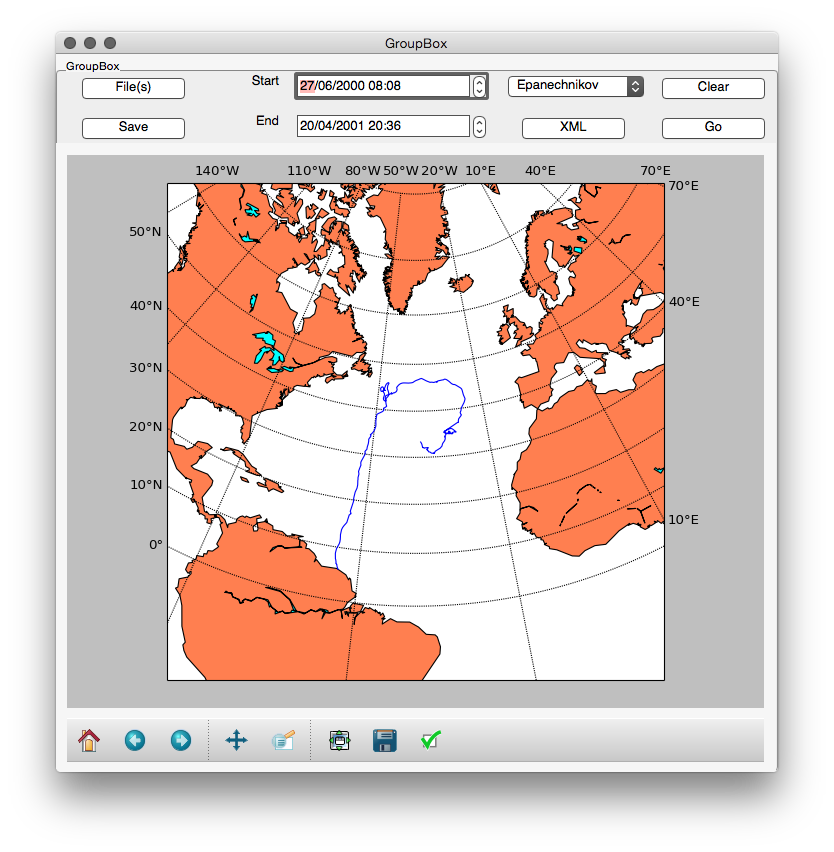 GroupBox
GroupBox
File(s) Start 27/06/2000 08:08 Epanechnikov Clear
Save End 20/04/2001 20:36 XML Go
140°W 110°W 80°W 50°W 20°W 10°E 40°E 70°E
70°E
50°N
40°N
40°E
30°N
20°N
10°N
10°E
0°